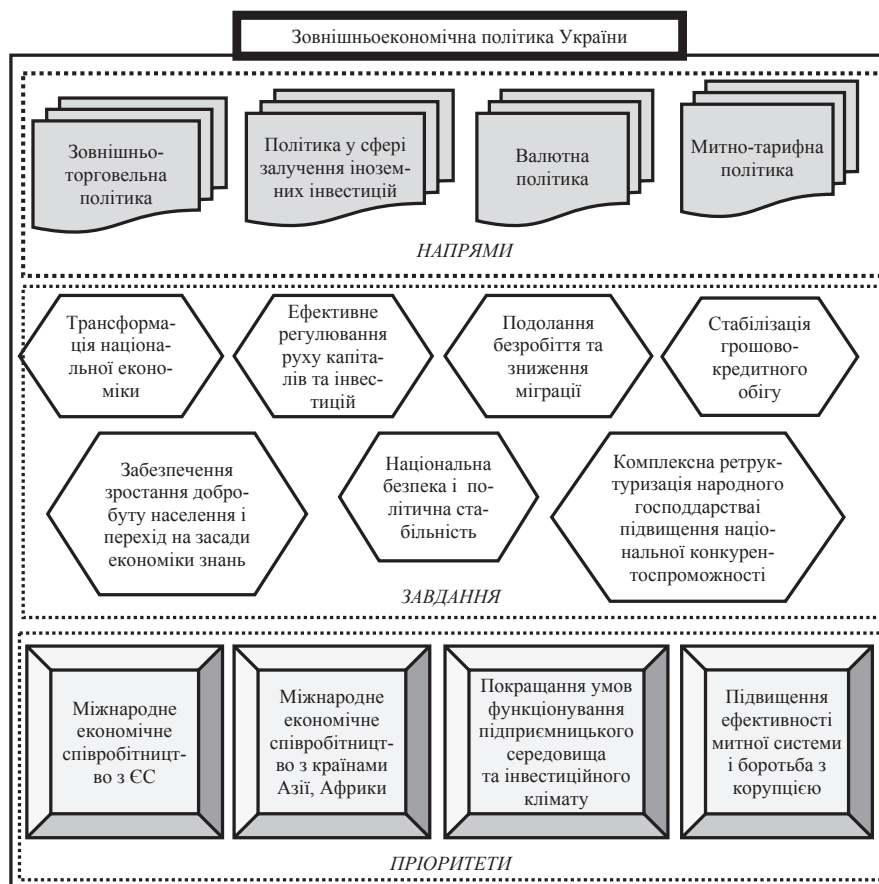 Зовнішньоекономічна політика України
Зовнішньо-
торговельна
політика
Політика у сфері
залучення інозем-
них інвестицій
Валютна
політика
Митно-тарифна
політика
НАПРЯМИ
Трансформа-
ція національ-
ної еконо-
міки
Ефективне
регулювання
руху капіта-
лів та інвес-
тицій
Подолання
безробіття та
зниження
міграції
Стабілізація
грошово-
кредитного
обігу
Забезпечення
зростання добро-
буту населення і
перехід на засади
економіки знань
Національна
безпека і по-
літична ста-
більність
Комплексна ретрук-
туризація народного
господдарстваі
підвищення націо-
нальної конкурен-
тоспроможності
ЗАВДАННЯ
Міжнародне
економічне
співробітницт-
во з ЄС
Міжнародне
економічне
співробітницт-
во з країнами
Азії, Африки
Покращання умов
функціонування
підприємницького
середовища
та інвестиційного
клімату
Підвищення
ефективності
митної системи
і боротьба з
корупцією
ПРІОРИТЕТИ